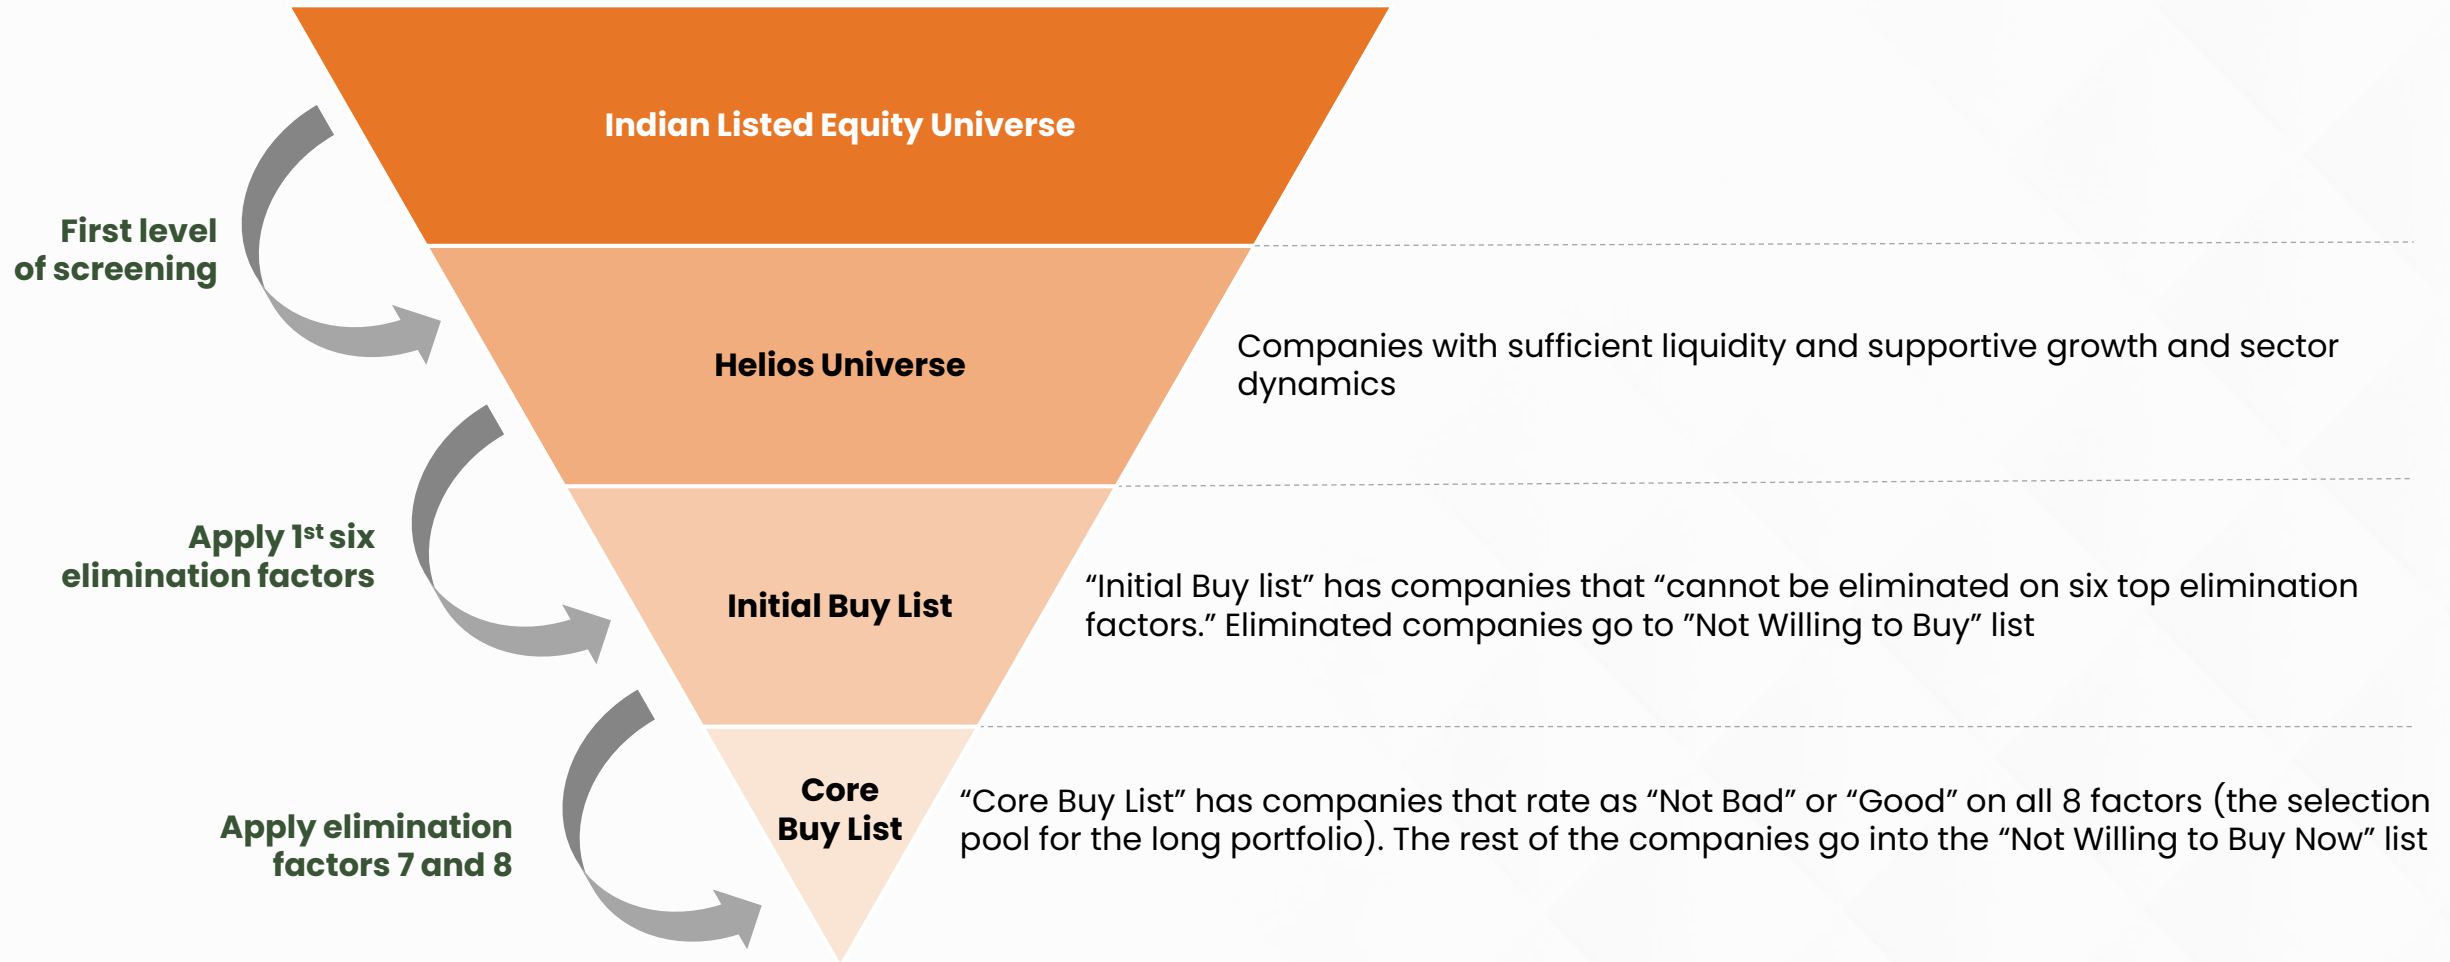 Indian Listed Equity Universe
First level
of screening
Helios Universe
Companies with sufficient liquidity and supportive growth and sector
dynamics
Apply 1st six
elimination factors
Initial Buy List
“Initial Buy list” has companies that “cannot be eliminated on six top elimination
factors.” Eliminated companies go to ”Not Willing to Buy” list
Apply elimination
factors 7 and 8
Core
Buy List
“Core Buy List” has companies that rate as “Not Bad” or “Good” on all 8 factors (the selection
pool for the long portfolio). The rest of the companies go into the “Not Willing to Buy Now” list